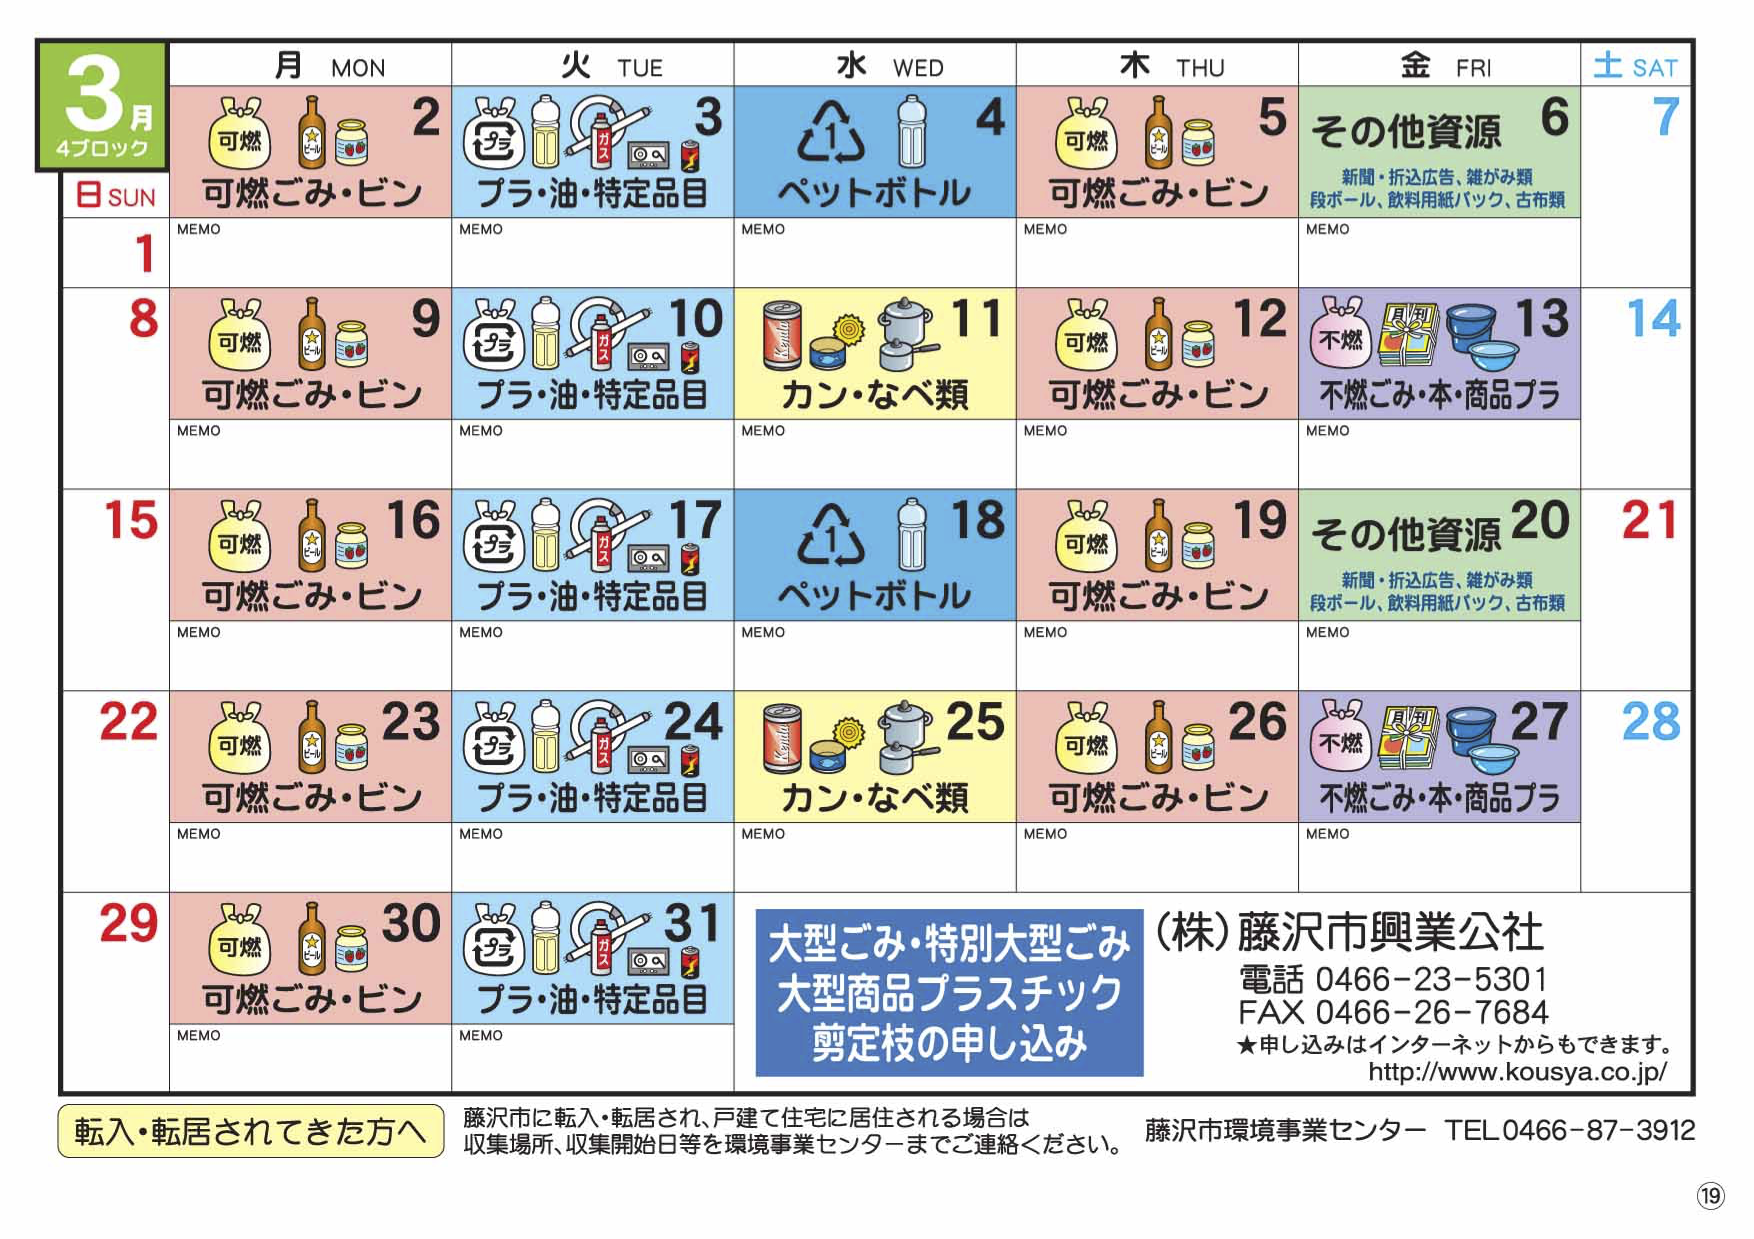 3月
4ブロック
日 SUN
月 MON
火 TUE
水 WED
木 THU
金 FRI
土 SAT
1
可燃 ビール 2
可燃ごみ・ビン
MEMO
プラ ガス 3
プラ・油・特定品目
MEMO
1 4
ペットボトル
MEMO
可燃 ビール 5
可燃ごみ・ビン
MEMO
その他資源 6
新聞・折込広告、雑がみ類
段ボール、飲料用紙パック、古布類
MEMO
7
8
可燃 ビール 9
可燃ごみ・ビン
MEMO
プラ ガス 10
プラ・油・特定品目
MEMO
11
カン・なべ類
MEMO
可燃 ビール 12
可燃ごみ・ビン
MEMO
不燃 月刊 13
不燃ごみ・本・商品プラ
MEMO
14
15
可燃 ビール 16
可燃ごみ・ビン
MEMO
プラ ガス 17
プラ・油・特定品目
MEMO
1 18
ペットボトル
MEMO
可燃 ビール 19
可燃ごみ・ビン
MEMO
その他資源 20
新聞・折込広告、雑がみ類
段ボール、飲料用紙パック、古布類
MEMO
21
22
可燃 ビール 23
可燃ごみ・ビン
MEMO
プラ ガス 24
プラ・油・特定品目
MEMO
25
カン・なべ類
MEMO
可燃 ビール 26
可燃ごみ・ビン
MEMO
不燃 月刊 27
不燃ごみ・本・商品プラ
MEMO
28
29
可燃 ビール 30
可燃ごみ・ビン
MEMO
プラ ガス 31
プラ・油・特定品目
MEMO
大型ごみ・特別大型ごみ
大型商品プラスチック
剪定枝の申し込み
（株）藤沢市興業公社
電話 0466−23−5301
FAX 0466−26−7684
★申し込みはインターネットからもできます。
http://www.kousya.co.jp/
転入・転居されてきた方へ
藤沢市に転入・転居され、戸建て住宅に居住される場合は
収集場所、収集開始日等を環境事業センターまでご連絡ください。
藤沢市環境事業センター TEL0466−87−3912
⑲